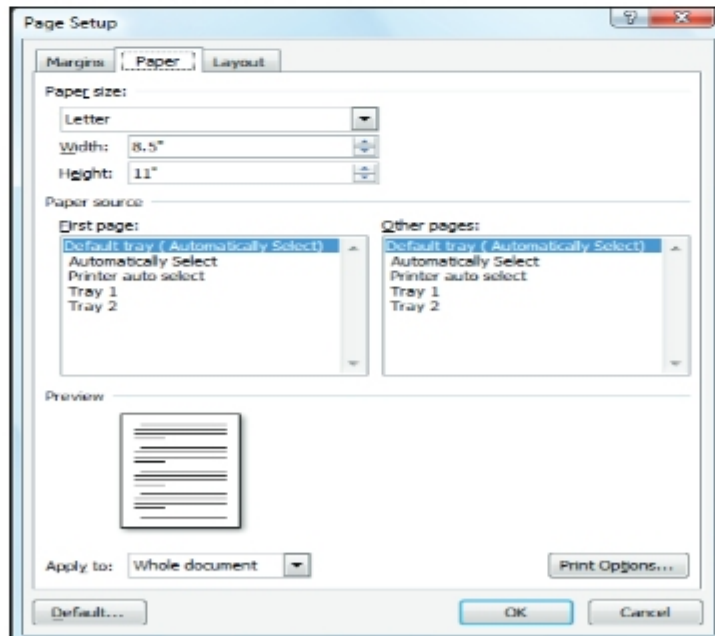 Page Setup
Margins Paper Layout
Paper size:
Letter
Width: 8.5"
Height: 11"
Paper source
First page:
Default tray ( Automatically Select)
Automatically Select
Printer auto select
Tray 1
Tray 2
Other pages:
Default tray ( Automatically Select)
Automatically Select
Printer auto select
Tray 1
Tray 2
Preview
Apply to: Whole document
Print Options...
Default... OK Cancel